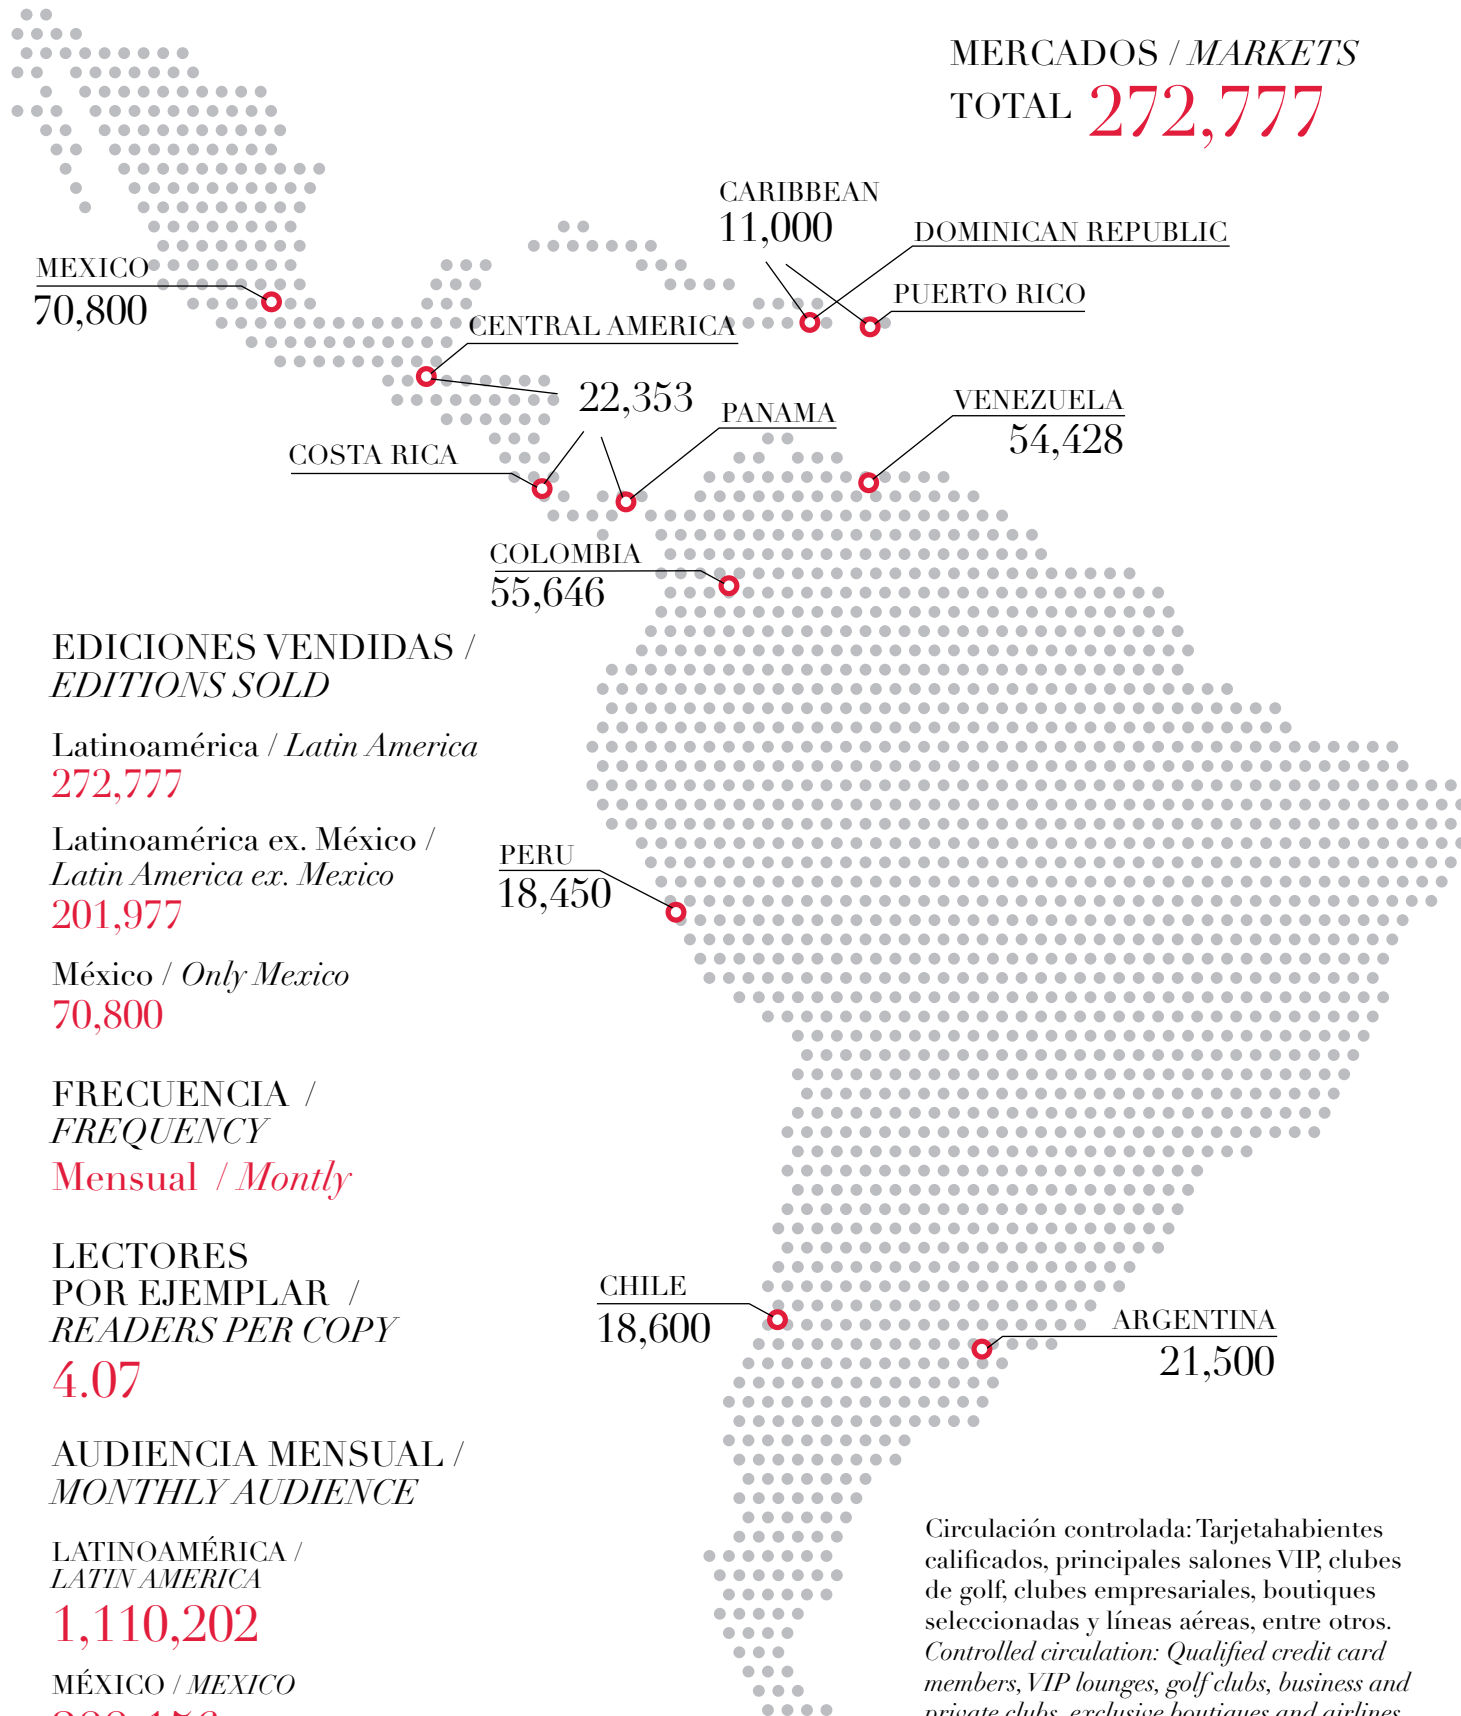 MERCADOS / MARKETS
TOTAL 272,777
CARIBBEAN
11,000
DOMINICAN REPUBLIC
PUERTO RICO
MEXICO
70,800
CENTRAL AMERICA
22,353
PANAMA
COSTA RICA
VENEZUELA
54,428
COLOMBIA
55,646
PERU
18,450
CHILE
18,600
ARGENTINA
21,500
EDICIONES VENDIDAS /
EDITIONS SOLD
Latinoamérica / Latin America
272,777
Latinoamérica ex. México /
Latin America ex. Mexico
201,977
México / Only Mexico
70,800
FRECUENCIA /
FREQUENCY
Mensual / Montly
LECTORES
POR EJEMPLAR /
READERS PER COPY
4.07
AUDIENCIA MENSUAL /
MONTHLY AUDIENCE
LATINOAMÉRICA /
LATIN AMERICA
1,110,202
MÉXICO / MEXICO
Circulación controlada: Tarjetahabientes
calificados, principales salones VIP, clubes
de golf, clubes empresariales, boutiques
seleccionadas y líneas aéreas, entre otros.
Controlled circulation: Qualified credit card
members, VIP lounges, golf clubs, business and
private clubs, exclusive boutiques and airlines